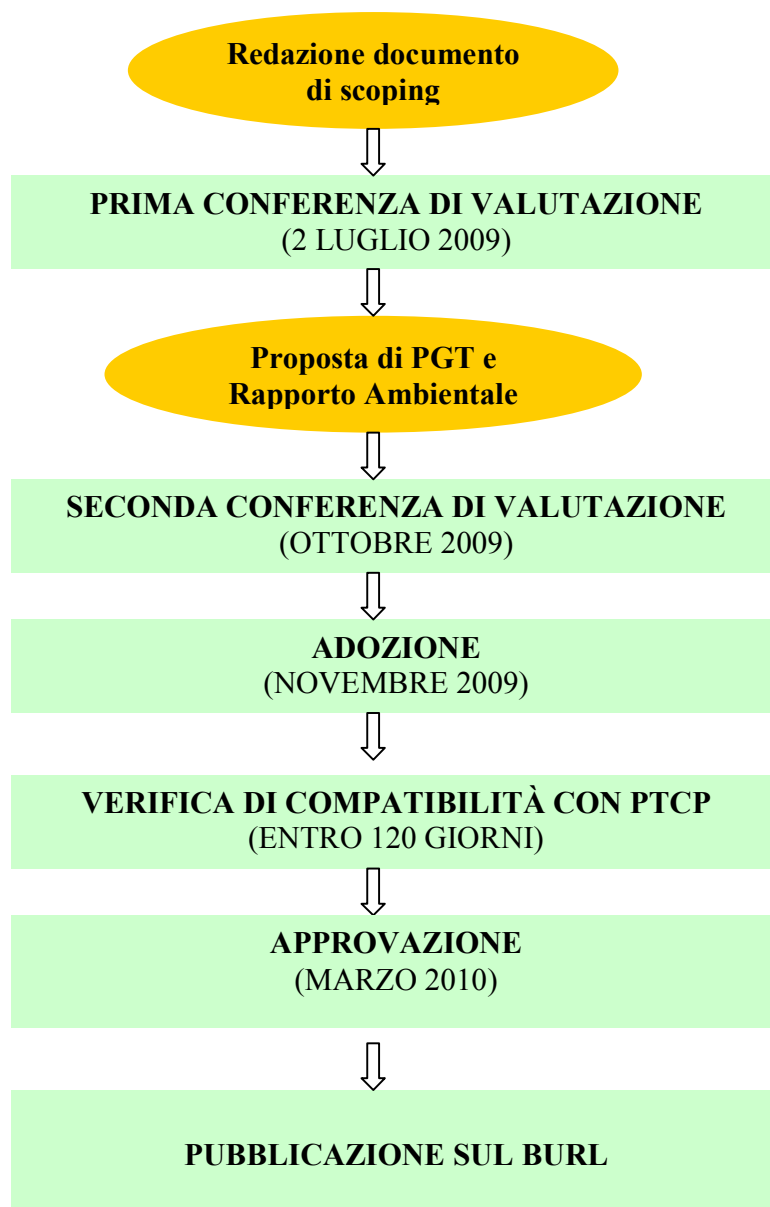 Redazione documento
di scoping
PRIMA CONFERENZA DI VALUTAZIONE
(2 LUGLIO 2009)
Proposta di PGT e
Rapporto Ambientale
SECONDA CONFERENZA DI VALUTAZIONE
(OTTOBRE 2009)
ADOZIONE
(NOVEMBRE 2009)
VERIFICA DI COMPATIBILITÀ CON PTCP
(ENTRO 120 GIORNI)
APPROVAZIONE
(MARZO 2010)
PUBBLICAZIONE SUL BURL